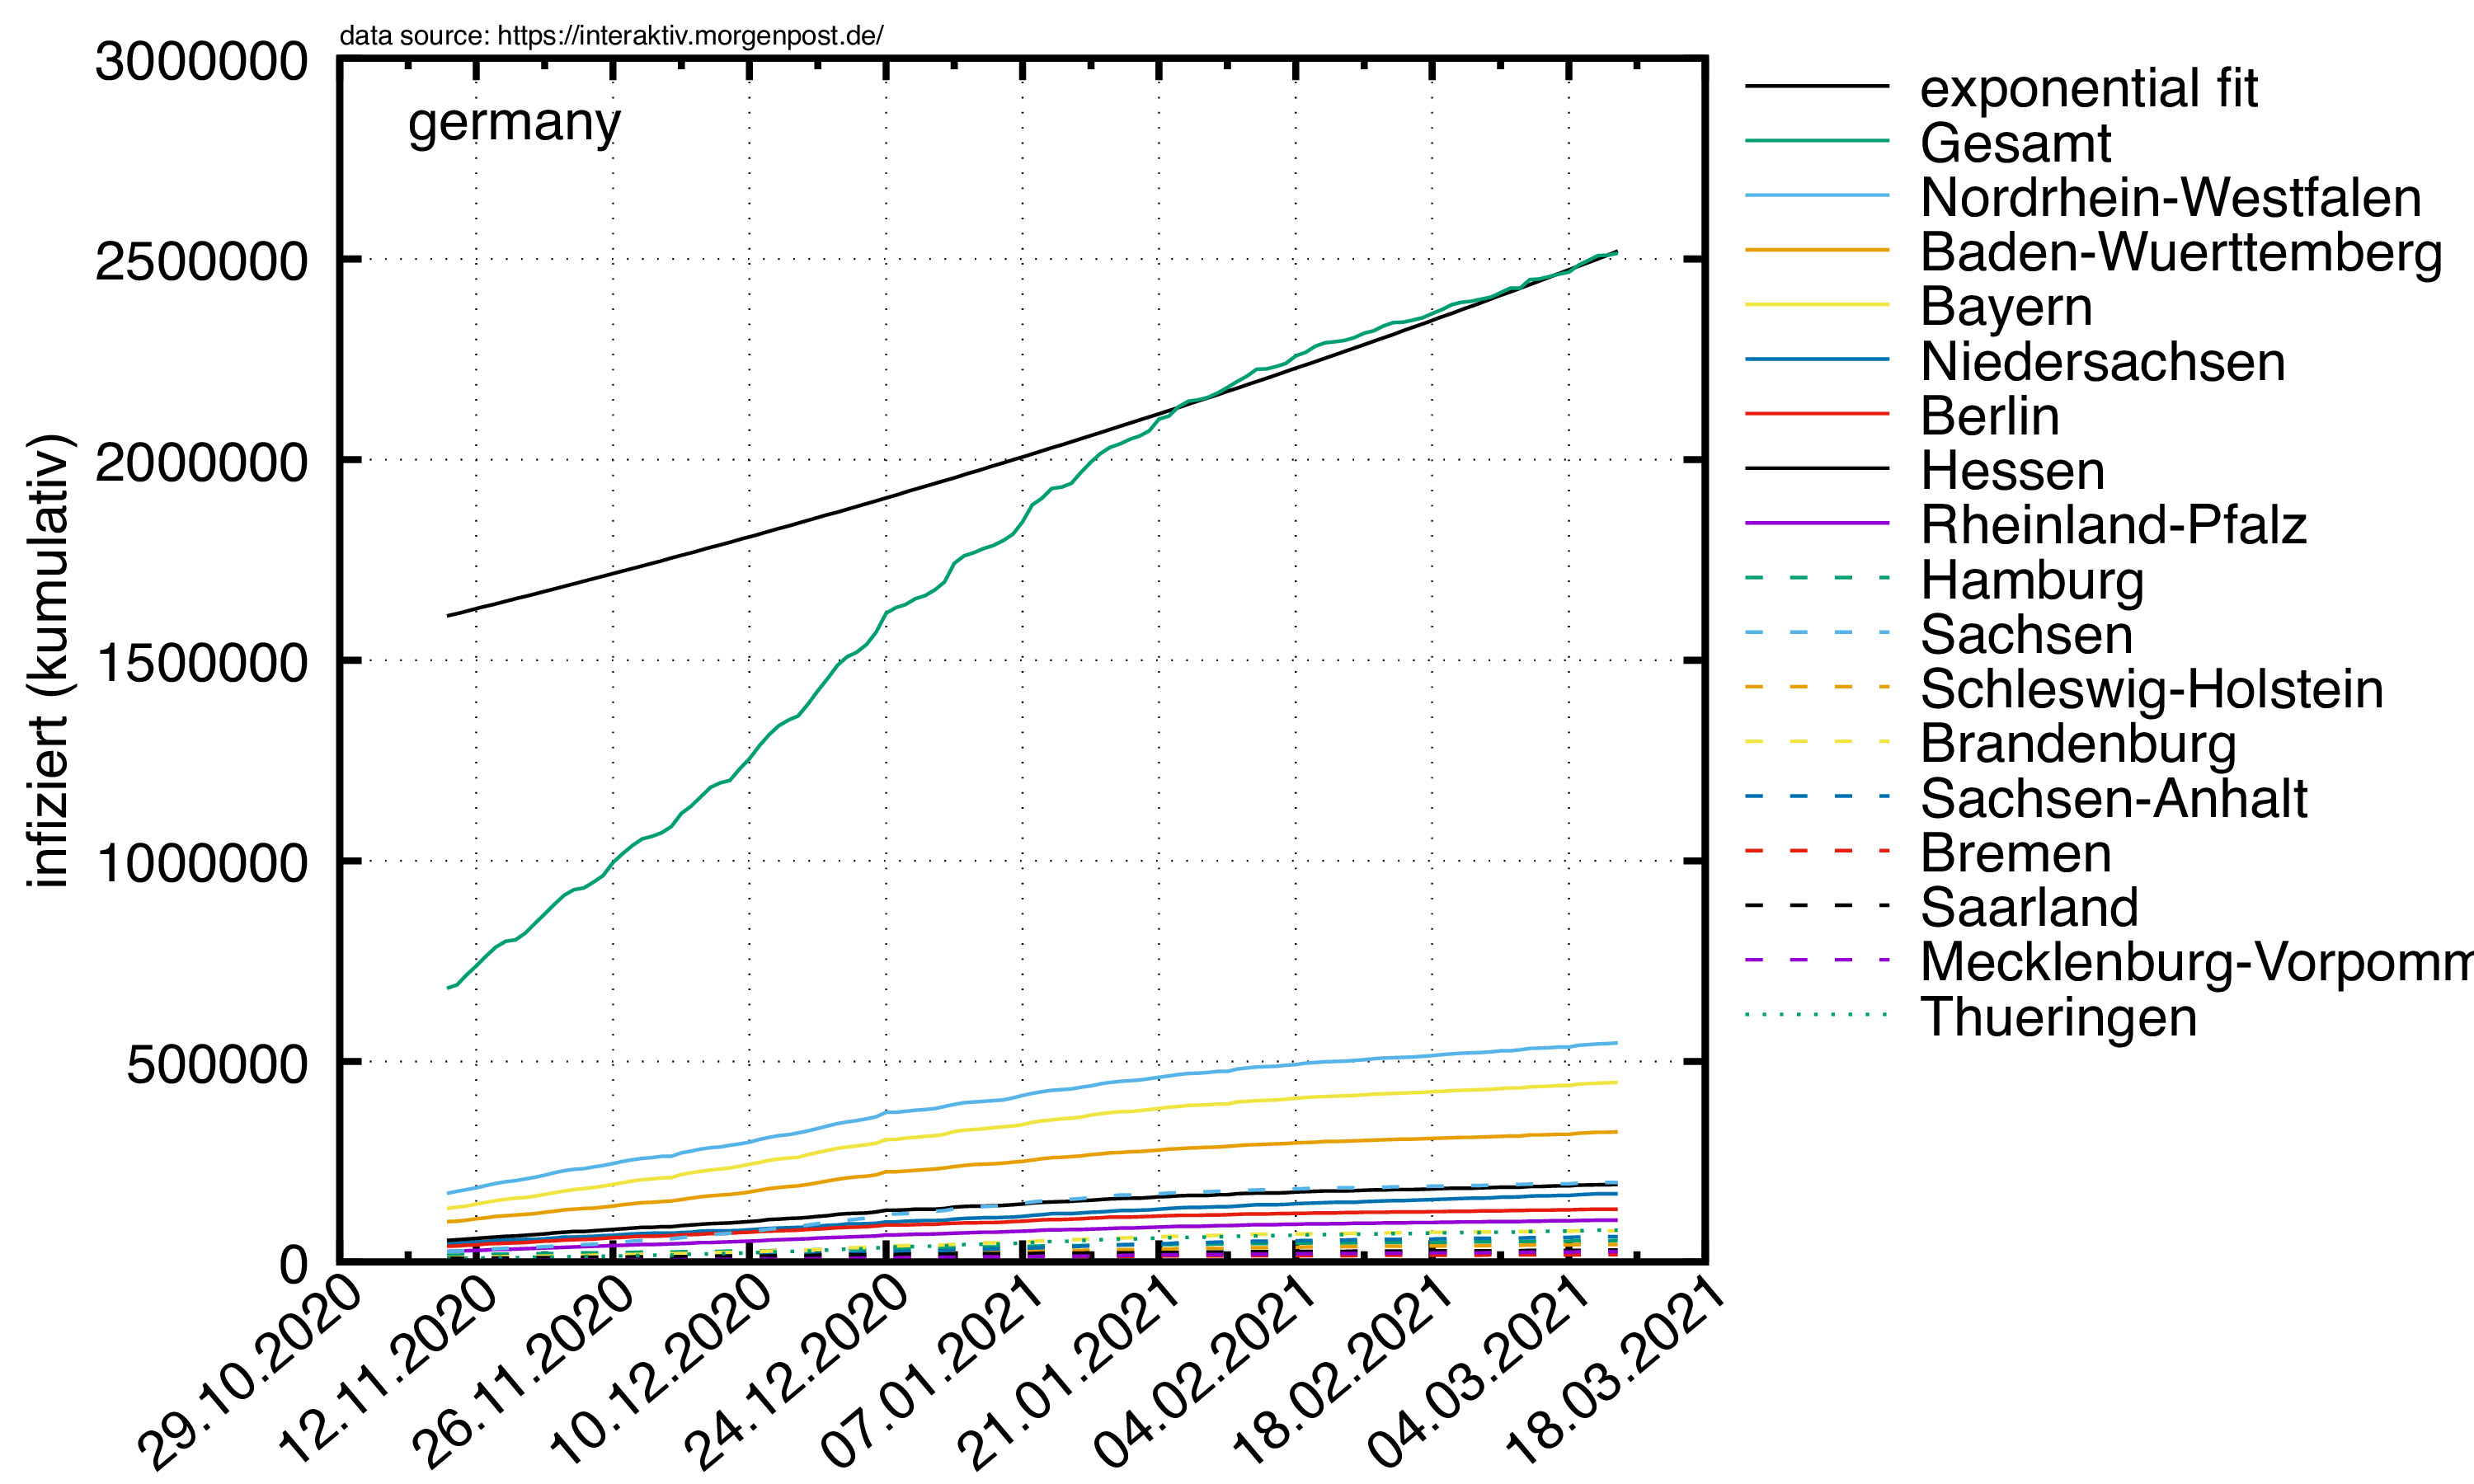 data source: https://interaktiv.morgenpost.de/
3000000
germany
2500000
2000000
1500000
1000000
500000
0
infiziert (kumulativ)
29.10.2020
12.11.2020
26.11.2020
10.12.2020
24.12.2020
07.01.2021
21.01.2021
04.02.2021
18.02.2021
04.03.2021
18.03.2021
exponential fit
Gesamt
Nordrhein-Westfalen
Baden-Wuerttemberg
Bayern
Niedersachsen
Berlin
Hessen
Rheinland-Pfalz
Hamburg
Sachsen
Schleswig-Holstein
Brandenburg
Sachsen-Anhalt
Bremen
Saarland
Mecklenburg-Vorpomm
Thueringen